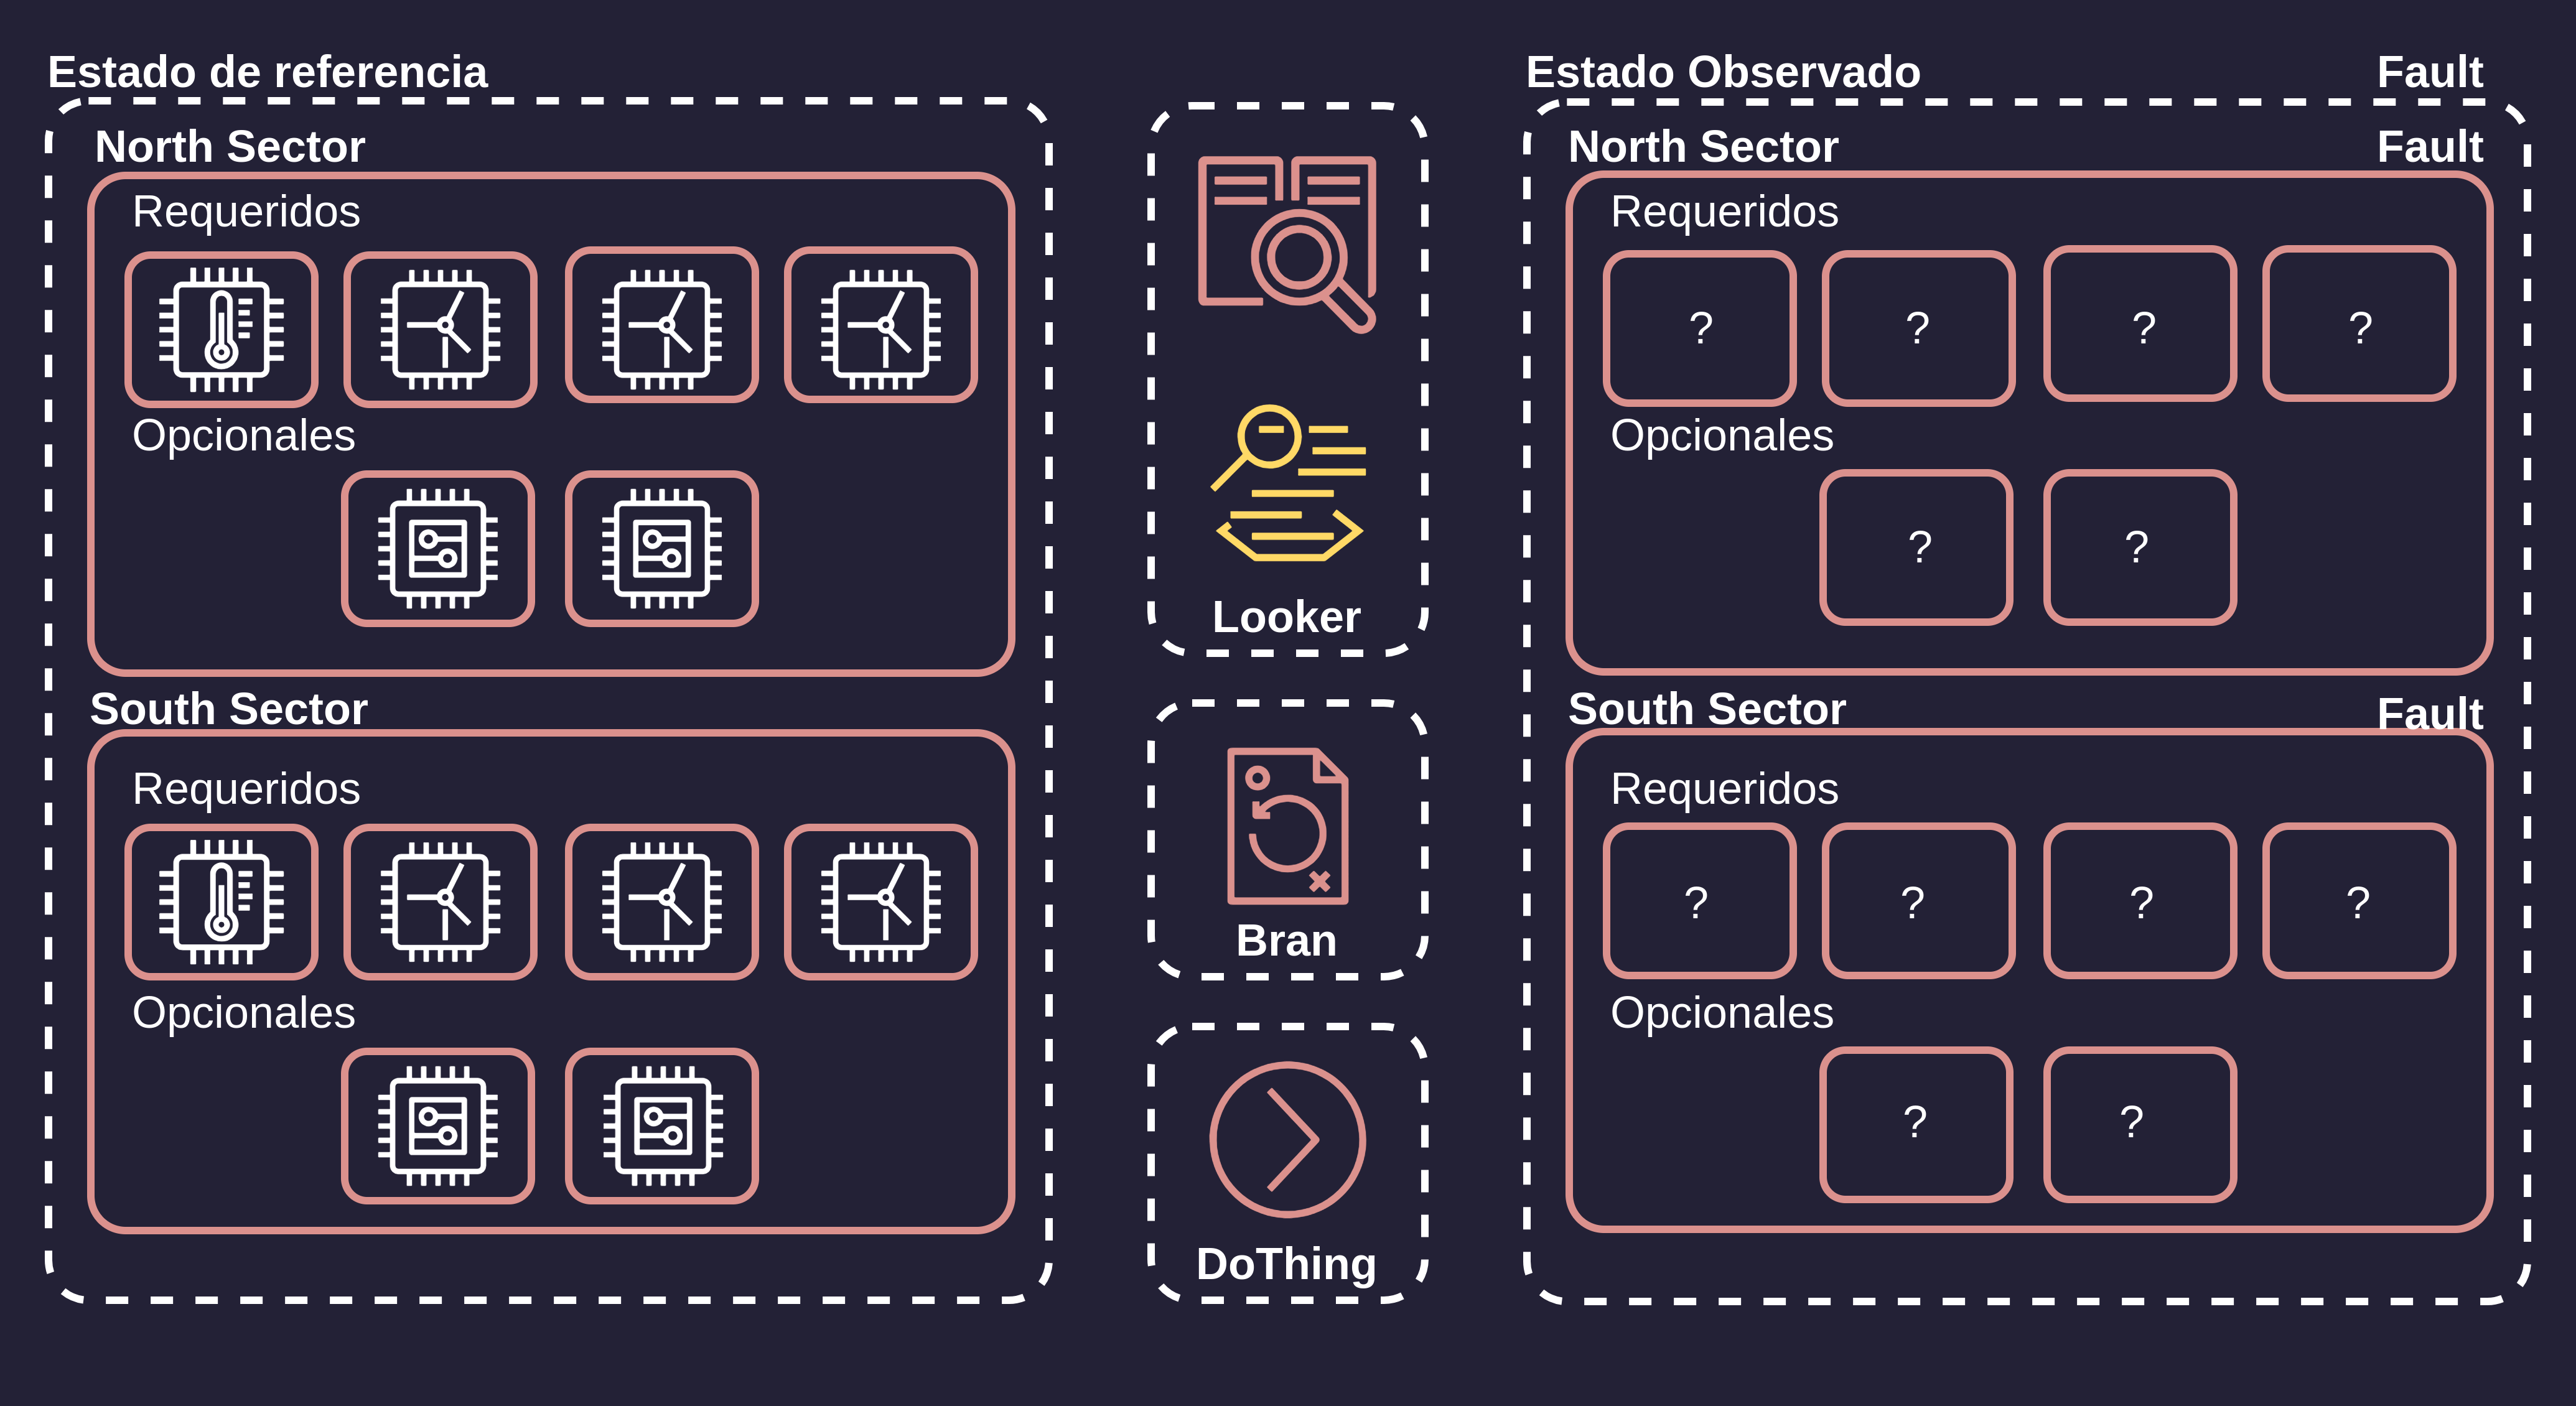 Estado de referencia
North Sector
Requeridos
Opcionales
South Sector
Requeridos
Opcionales
Looker
Bran
DoThing
Estado Observado Fault
North Sector Fault
Requeridos
? ? ? ?
Opcionales
? ?
South Sector Fault
Requeridos
? ? ? ?
Opcionales
? ?